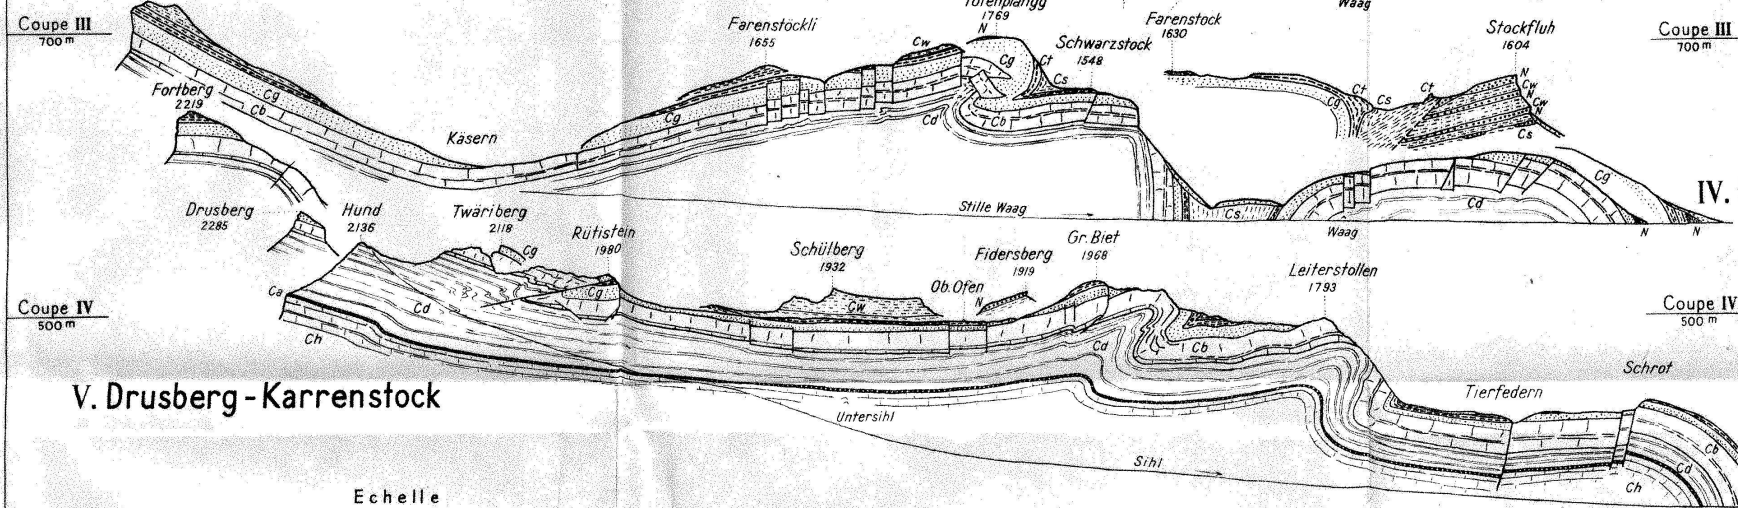 Coupe III
700 m
Totenplangg
1769
Waag
Farenstöckli
1655
Farenstock
1630
Stockfluh
1604
Coupe III
700 m
Schwarzstock
1548
N
Cw
Cg
Ct
Cs
Fortberg
2219
Cg
Cb
Käsern
Cg
Cd
Cb
Ct
Cg
Cs
Ct
N
Cw
N
Cw
N
Cs
Cg
IV.
Drusberg
2285
Hund
2136
Twäriberg
2118
Rütistein
1980
Stille Waag
Cs
Waag
Cd
N
N
Cg
Schülberg
1932
Fidersberg
1919
Gr. Biet
1968
Leiterstollen
1793
Ob. Ofen
N
Coupe IV
500 m
Ca
Cd
Cg
Cw
Cd
Cb
Ch
Coupe IV
500 m
V. Drusberg - Karrenstock
Untersihl
Sihl
Tierfedern
Schrot
Cb
Cd
Ch
Echelle